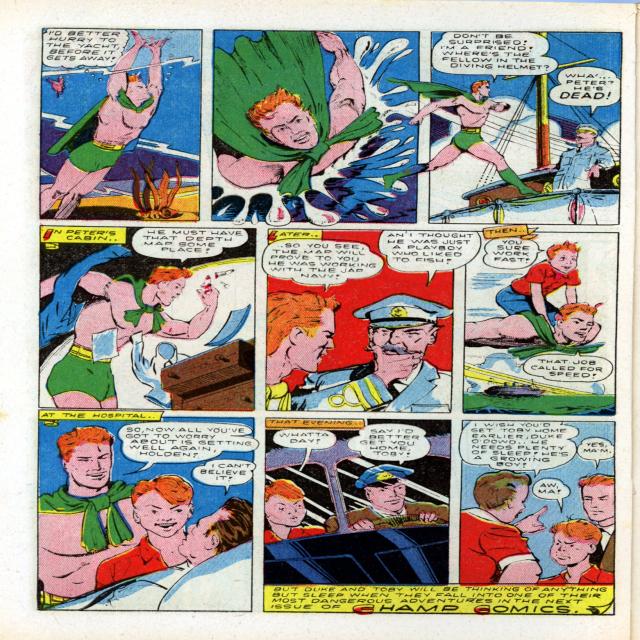 I'D BETTER
HURRY TO
THE YACHT,
BEFORE IT
GETS AWAY!
DON'T BE
SURPRISED!
I'M A FRIEND!
WHERE'S THE
FELLOW IN THE
DIVING HELMET?
WHA'...
PETER?
HE'S
DEAD!
IN PETER'S
CABIN..
HE MUST HAVE
THAT DEPTH
MAP SOME
PLACE!
LATER..
..SO YOU SEE,
THE MAP WILL
PROVE TO YOU
HE WAS WORKING
WITH THE JAP
NAVY!
AN' I THOUGHT
HE WAS JUST
A PLAYBOY
WHO LIKED
TO FISH!
THEN..
YOU
SURE
WORK
FAST!
THAT JOB
CALLED FOR
SPEED!
AT THE HOSPITAL..
SO, NOW ALL YOU'VE
GOT TO WORRY
ABOUT IS GETTING
WELL AGAIN,
HOLDEN!
I CAN'T
BELIEVE
IT!
THAT EVENING...
WHATTA
DAY!
SAY I'D
BETTER
GET YOU
HOME,
TOBY!
I WISH YOU'D
GET TOBY HOME
EARLIER, DUKE
O'DOWD.. HE
NEEDS PLENTY
OF SLEEP! HE'S
A GROWING
BOY!
YES,
MA'M.
AW,
MA!
BUT DUKE AND TOBY WILL BE THINKING OF ANYTHING
BUT SLEEP WHEN THEY FALL INTO ONE OF THEIR
MOST DANGEROUS ADVENTURES IN THE NEXT
ISSUE OF CHAMP COMICS.